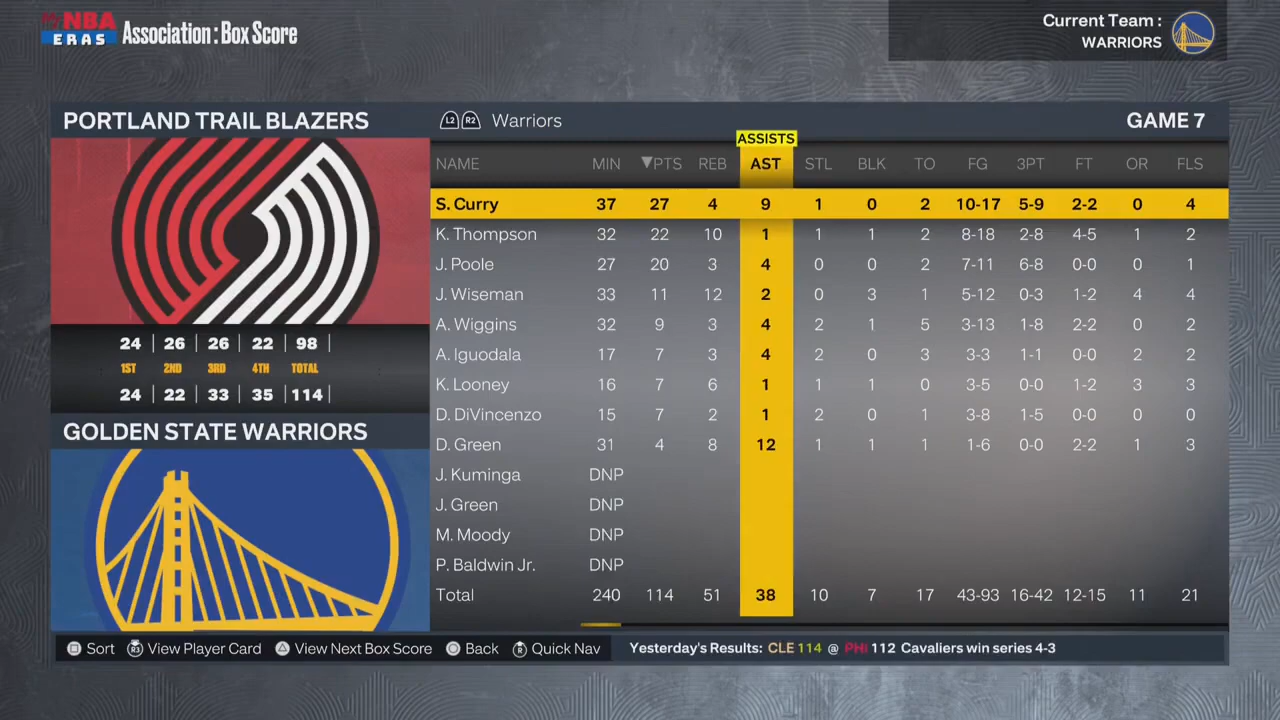 My NBA ERAS Association : Box Score
Current Team :
WARRIORS
PORTLAND TRAIL BLAZERS
24 26 26 22 98
1ST 2ND 3RD 4TH TOTAL
24 22 33 35 114
GOLDEN STATE WARRIORS
L2 R2 Warriors GAME 7
ASSISTS
NAME MIN ▼PTS REB AST STL BLK TO FG 3PT FT OR FLS
S. Curry 37 27 4 9 1 0 2 10-17 5-9 2-2 0 4
K. Thompson 32 22 10 1 1 1 2 8-18 2-8 4-5 1 2
J. Poole 27 20 3 4 0 0 2 7-11 6-8 0-0 0 1
J. Wiseman 33 11 12 2 0 3 1 5-12 0-3 1-2 4 4
A. Wiggins 32 9 3 4 2 1 5 3-13 1-8 2-2 0 2
A. Iguodala 17 7 3 4 2 0 3 3-3 1-1 0-0 2 2
K. Looney 16 7 6 1 1 1 0 3-5 0-0 1-2 3 3
D. DiVincenzo 15 7 2 1 2 0 1 3-8 1-5 0-0 0 0
D. Green 31 4 8 12 1 1 1 1-6 0-0 2-2 1 3
J. Kuminga DNP
J. Green DNP
M. Moody DNP
P. Baldwin Jr. DNP
Total 240 114 51 38 10 7 17 43-93 16-42 12-15 11 21
Sort R3 View Player Card View Next Box Score Back R Quick Nav
Yesterday's Results: CLE 114 @ PHI 112 Cavaliers win series 4-3